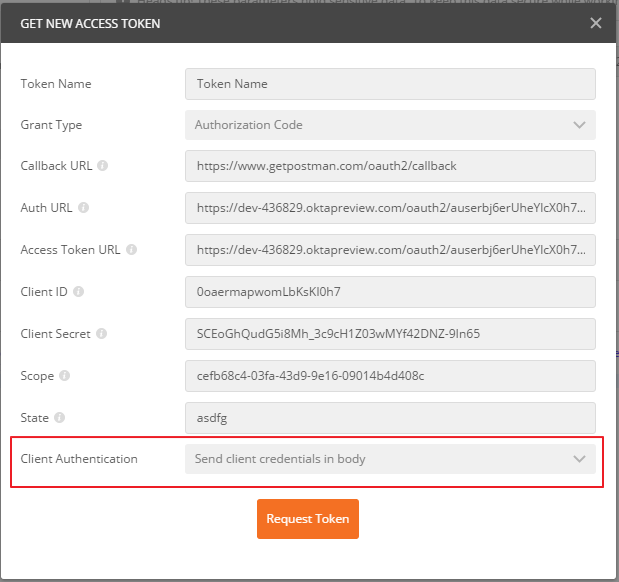 GET NEW ACCESS TOKEN
Token Name Token Name
Grant Type Authorization Code
Callback URL https://www.getpostman.com/oauth2/callback
Auth URL https://dev-436829.oktapreview.com/oauth2/auserbj6erUheYIcX0h7...
Access Token URL https://dev-436829.oktapreview.com/oauth2/auserbj6erUheYIcX0h7...
Client ID 0oaermapwomLbKsKl0h7
Client Secret SCEoGhQudG5i8Mh_3c9cH1Z03wMYf42DNZ-9In65
Scope cefb68c4-03fa-43d9-9e16-09014b4d408c
State asdfg
Client Authentication Send client credentials in body
Request Token